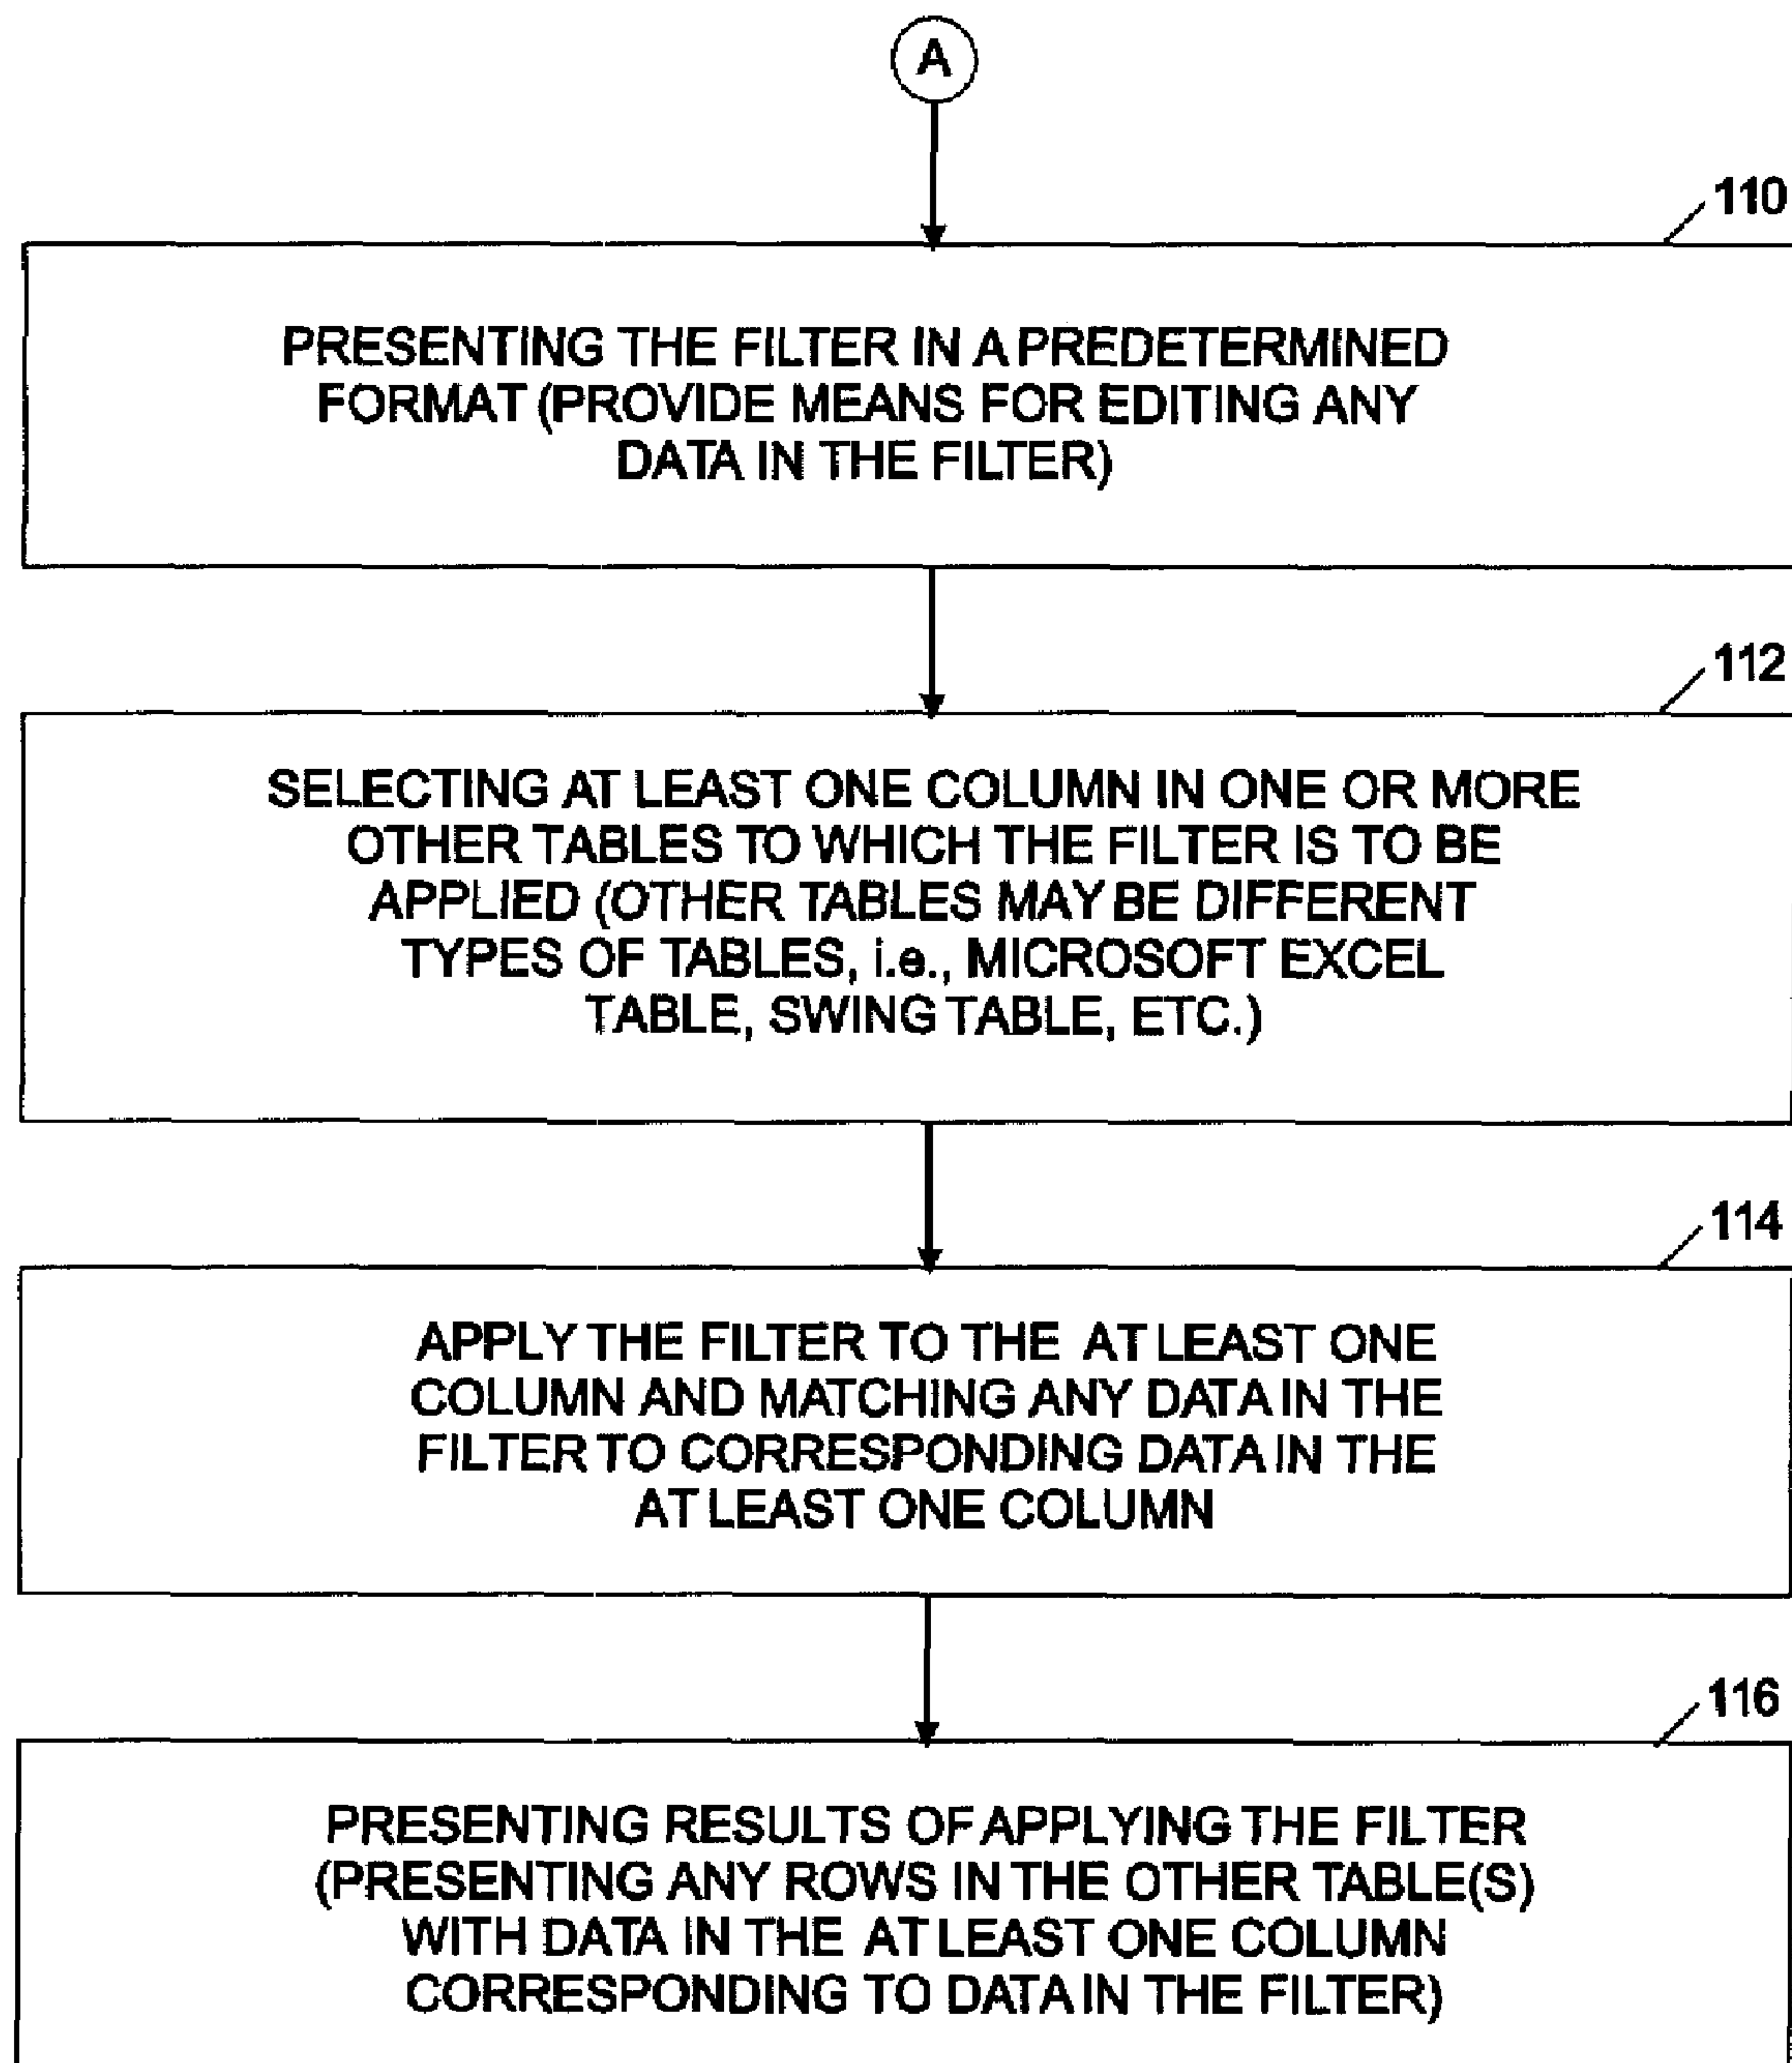 A
110
PRESENTING THE FILTER IN A PREDETERMINED
FORMAT (PROVIDE MEANS FOR EDITING ANY
DATA IN THE FILTER)
112
SELECTING AT LEAST ONE COLUMN IN ONE OR MORE
OTHER TABLES TO WHICH THE FILTER IS TO BE
APPLIED (OTHER TABLES MAY BE DIFFERENT
TYPES OF TABLES, i.e., MICROSOFT EXCEL
TABLE, SWING TABLE, ETC.)
114
APPLY THE FILTER TO THE AT LEAST ONE
COLUMN AND MATCHING ANY DATA IN THE
FILTER TO CORRESPONDING DATA IN THE
AT LEAST ONE COLUMN
116
PRESENTING RESULTS OF APPLYING THE FILTER
(PRESENTING ANY ROWS IN THE OTHER TABLE(S)
WITH DATA IN THE AT LEAST ONE COLUMN
CORRESPONDING TO DATA IN THE FILTER)